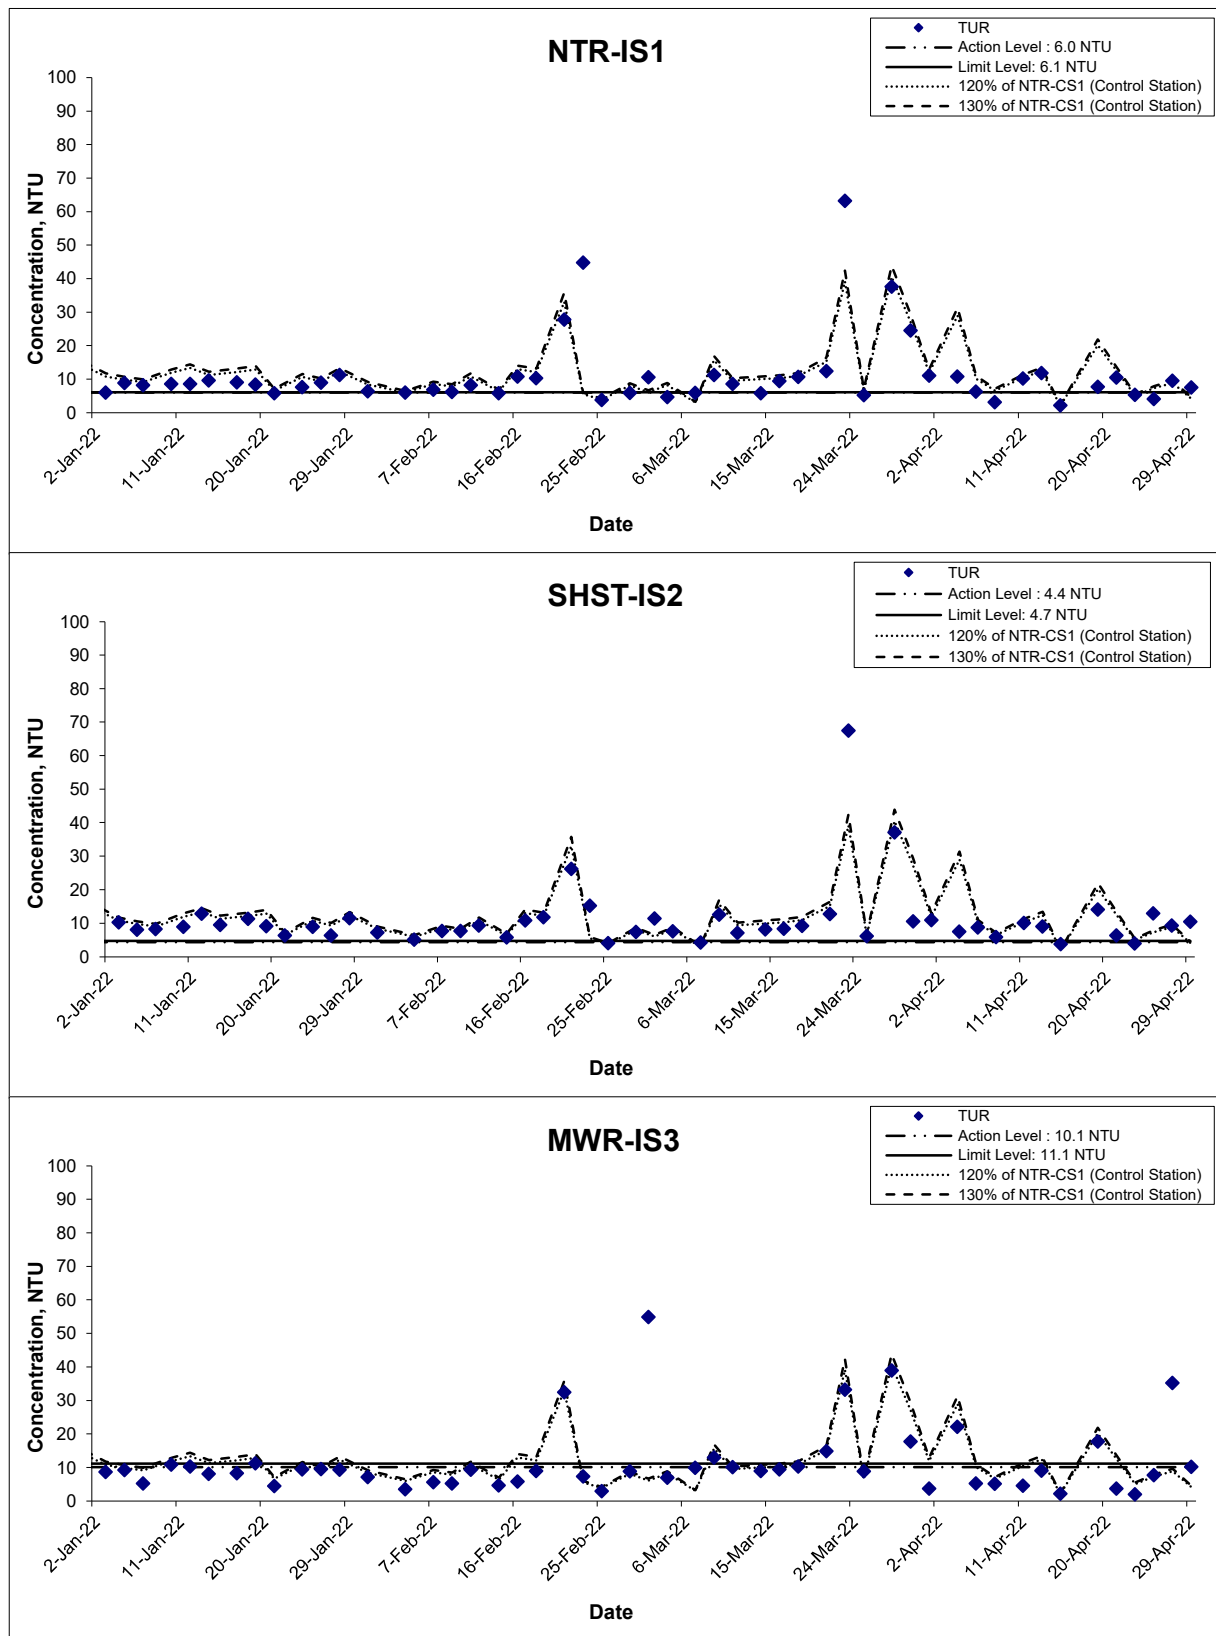 NTR-IS1
TUR
Action Level : 6.0 NTU
Limit Level: 6.1 NTU
120% of NTR-CS1 (Control Station)
130% of NTR-CS1 (Control Station)
Concentration, NTU
100
90
80
70
60
50
40
30
20
10
0
2-Jan-22
11-Jan-22
20-Jan-22
29-Jan-22
7-Feb-22
16-Feb-22
25-Feb-22
6-Mar-22
15-Mar-22
24-Mar-22
2-Apr-22
11-Apr-22
20-Apr-22
29-Apr-22
Date
SHST-IS2
TUR
Action Level : 4.4 NTU
Limit Level: 4.7 NTU
120% of NTR-CS1 (Control Station)
130% of NTR-CS1 (Control Station)
Concentration, NTU
100
90
80
70
60
50
40
30
20
10
0
2-Jan-22
11-Jan-22
20-Jan-22
29-Jan-22
7-Feb-22
16-Feb-22
25-Feb-22
6-Mar-22
15-Mar-22
24-Mar-22
2-Apr-22
11-Apr-22
20-Apr-22
29-Apr-22
Date
MWR-IS3
TUR
Action Level : 10.1 NTU
Limit Level: 11.1 NTU
120% of NTR-CS1 (Control Station)
130% of NTR-CS1 (Control Station)
Concentration, NTU
100
90
80
70
60
50
40
30
20
10
0
2-Jan-22
11-Jan-22
20-Jan-22
29-Jan-22
7-Feb-22
16-Feb-22
25-Feb-22
6-Mar-22
15-Mar-22
24-Mar-22
2-Apr-22
11-Apr-22
20-Apr-22
29-Apr-22
Date